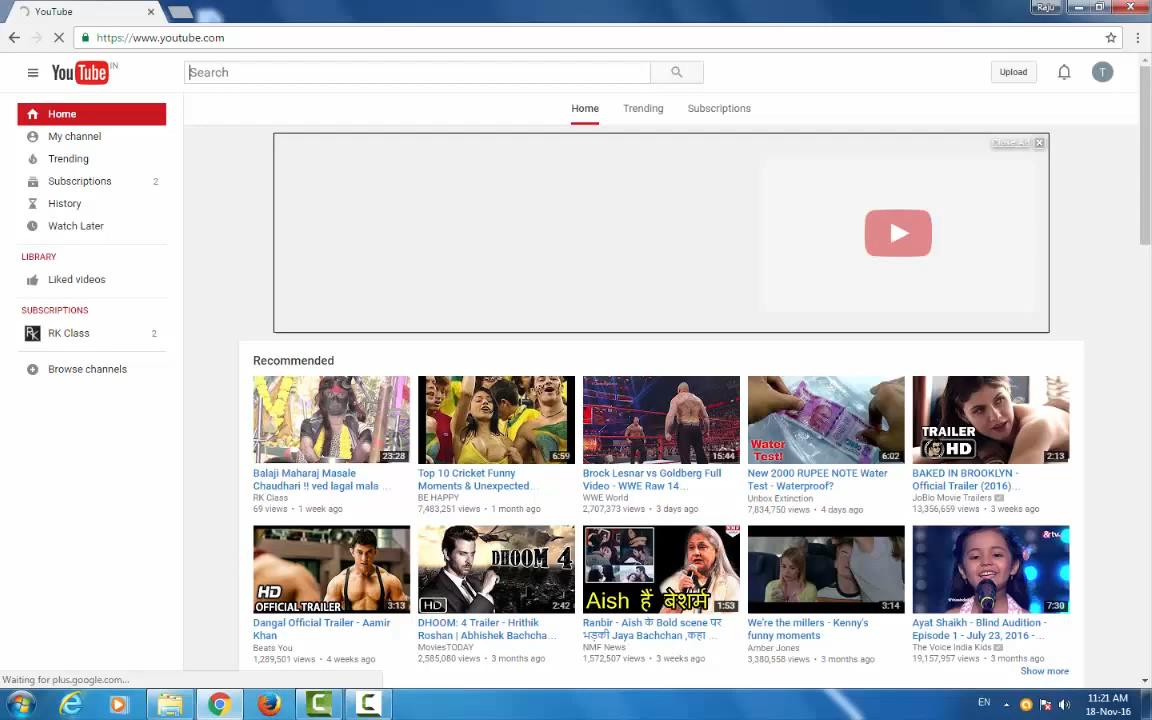 YouTube
Raju
https://www.youtube.com
YouTube IN
Search
Upload
T
Home
My channel
Trending
Subscriptions 2
History
Watch Later
LIBRARY
Liked videos
SUBSCRIPTIONS
RK Class 2
Browse channels
Home Trending Subscriptions
Close Ad
Recommended
23:28
Balaji Maharaj Masale
Chaudhari !! ved lagal mala ...
RK Class
69 views • 1 week ago
6:59
Top 10 Cricket Funny
Moments & Unexpected...
BE HAPPY
7,483,251 views • 1 month ago
15:44
Brock Lesnar vs Goldberg Full
Video - WWE Raw 14...
WWE World
2,707,373 views • 3 days ago
Water
Test!
6:02
New 2000 RUPEE NOTE Water
Test - Waterproof?
Unbox Extinction
7,834,750 views • 4 days ago
TRAILER
HD
2:13
BAKED IN BROOKLYN -
Official Trailer (2016)...
JoBlo Movie Trailers
13,356,659 views • 3 weeks ago
HD
OFFICIAL TRAILER
3:13
Dangal Official Trailer - Aamir
Khan
Beats You
1,289,501 views • 4 weeks ago
DHOOM 4
HD
2:42
DHOOM: 4 Trailer - Hrithik
Roshan | Abhishek Bachcha...
MoviesTODAY
2,585,080 views • 3 months ago
Aish हैं बेशर्म
1:53
Ranbir - Aish के Bold scene पर
भड़की Jaya Bachchan ,कहा ...
NMF News
1,572,507 views • 3 weeks ago
3:14
We're the millers - Kenny's
funny moments
Amber Jones
3,380,558 views • 3 months ago
&tv
7:30
Ayat Shaikh - Blind Audition -
Episode 1 - July 23, 2016 - ...
The Voice India Kids
19,157,957 views • 3 months ago
Show more
Waiting for plus.google.com...
EN
11:21 AM
18-Nov-16